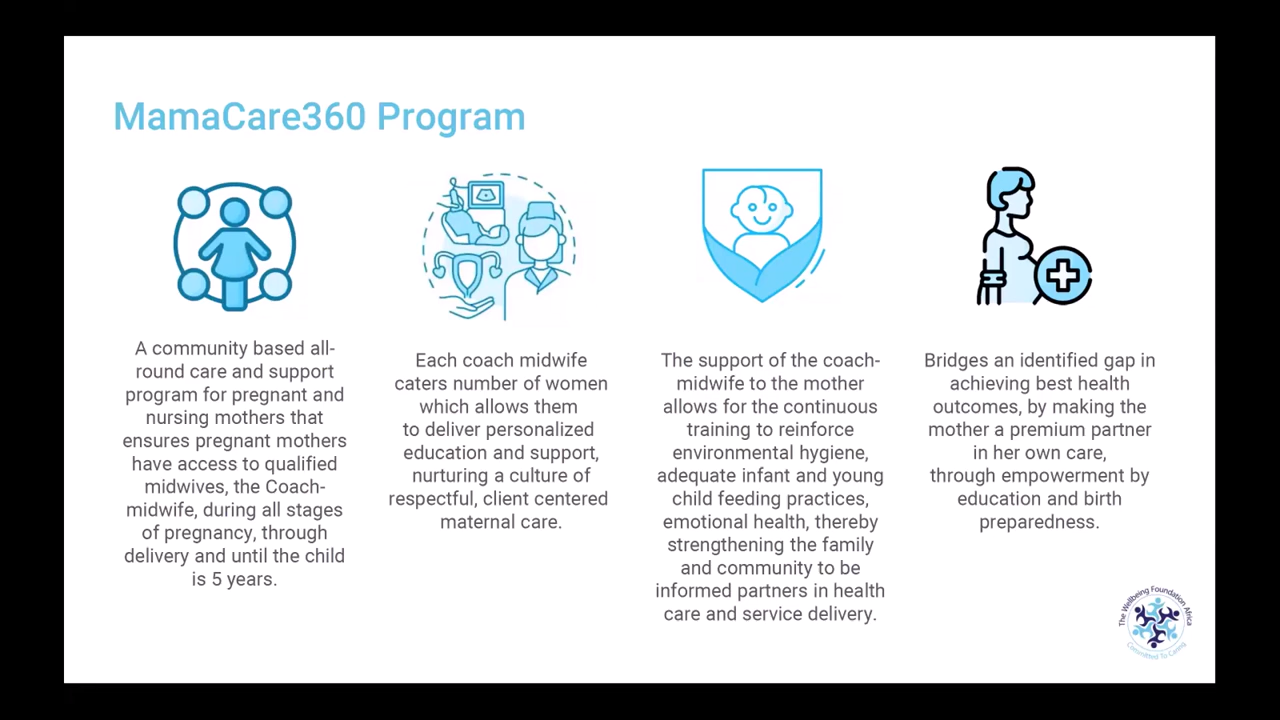 MamaCare360 Program
A community based all-
round care and support
program for pregnant and
nursing mothers that
ensures pregnant mothers
have access to qualified
midwives, the Coach-
midwife, during all stages
of pregnancy, through
delivery and until the child
is 5 years.
Each coach midwife
caters number of women
which allows them
to deliver personalized
education and support,
nurturing a culture of
respectful, client centered
maternal care.
The support of the coach-
midwife to the mother
allows for the continuous
training to reinforce
environmental hygiene,
adequate infant and young
child feeding practices,
emotional health, thereby
strengthening the family
and community to be
informed partners in health
care and service delivery.
Bridges an identified gap in
achieving best health
outcomes, by making the
mother a premium partner
in her own care,
through empowerment by
education and birth
preparedness.
The Wellbeing Foundation Africa
Committed To Caring